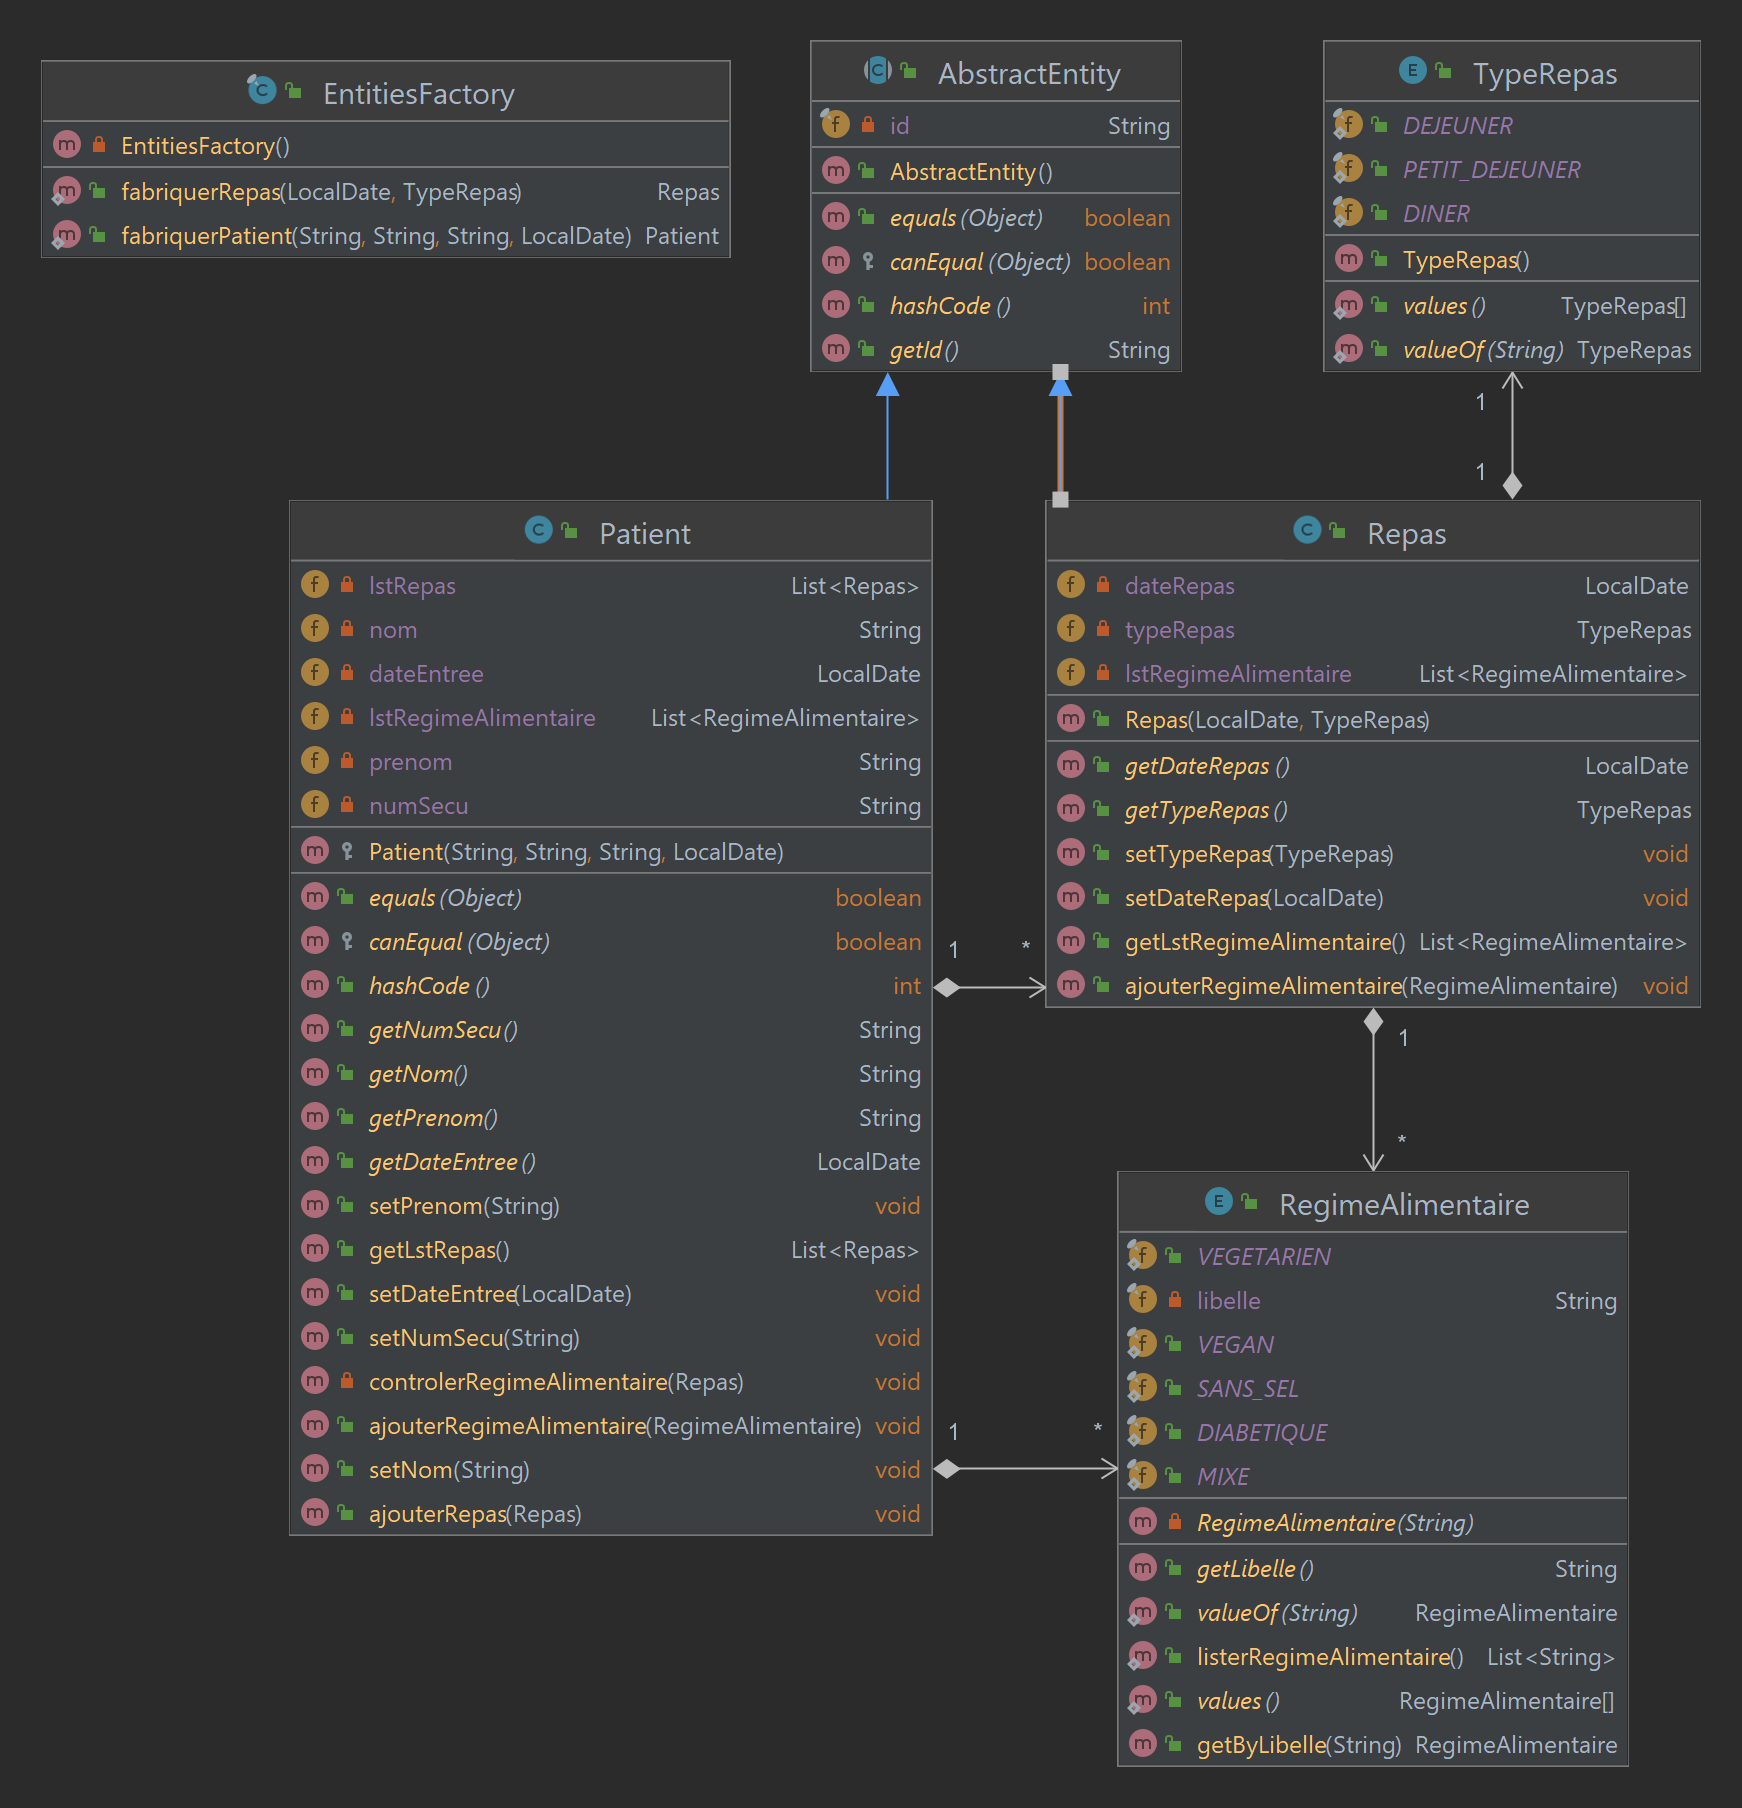 EntitiesFactory
EntitiesFactory()
fabriquerRepas(LocalDate, TypeRepas) Repas
fabriquerPatient(String, String, String, LocalDate) Patient
AbstractEntity
id String
AbstractEntity()
equals(Object) boolean
canEqual(Object) boolean
hashCode() int
getId() String
TypeRepas
DEJEUNER
PETIT_DEJEUNER
DINER
TypeRepas()
values() TypeRepas[]
valueOf(String) TypeRepas
1
1
Patient
lstRepas List<Repas>
nom String
dateEntree LocalDate
lstRegimeAlimentaire List<RegimeAlimentaire>
prenom String
numSecu String
Patient(String, String, String, LocalDate)
equals(Object) boolean
canEqual(Object) boolean
hashCode() int
getNumSecu() String
getNom() String
getPrenom() String
getDateEntree() LocalDate
setPrenom(String) void
getLstRepas() List<Repas>
setDateEntree(LocalDate) void
setNumSecu(String) void
controlerRegimeAlimentaire(Repas) void
ajouterRegimeAlimentaire(RegimeAlimentaire) void
setNom(String) void
ajouterRepas(Repas) void
1 *
1 *
Repas
dateRepas LocalDate
typeRepas TypeRepas
lstRegimeAlimentaire List<RegimeAlimentaire>
Repas(LocalDate, TypeRepas)
getDateRepas() LocalDate
getTypeRepas() TypeRepas
setTypeRepas(TypeRepas) void
setDateRepas(LocalDate) void
getLstRegimeAlimentaire() List<RegimeAlimentaire>
ajouterRegimeAlimentaire(RegimeAlimentaire) void
1
*
RegimeAlimentaire
VEGETARIEN
libelle String
VEGAN
SANS_SEL
DIABETIQUE
MIXE
RegimeAlimentaire(String)
getLibelle() String
valueOf(String) RegimeAlimentaire
listerRegimeAlimentaire() List<String>
values() RegimeAlimentaire[]
getByLibelle(String) RegimeAlimentaire